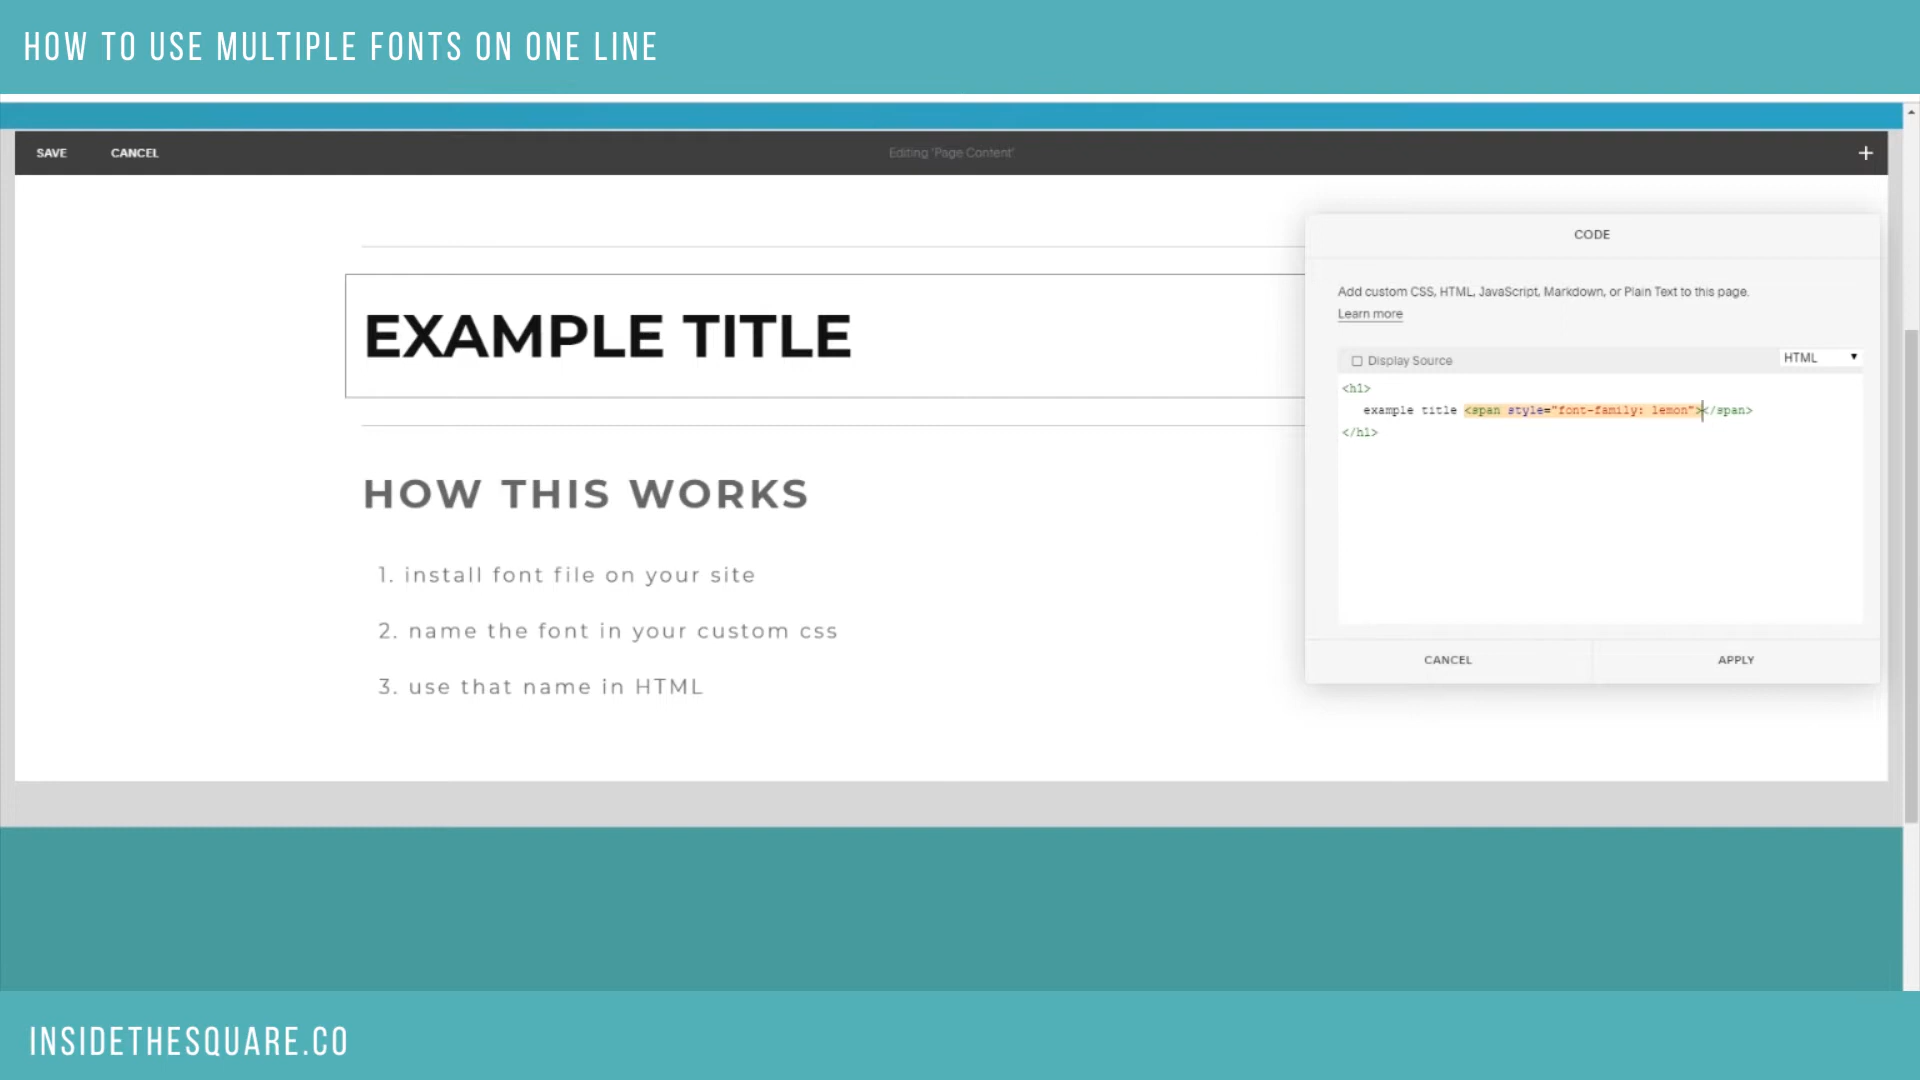 HOW TO USE MULTIPLE FONTS ON ONE LINE
SAVE CANCEL Editing 'Page Content' +
EXAMPLE TITLE
HOW THIS WORKS
1. install font file on your site
2. name the font in your custom css
3. use that name in HTML
CODE
Add custom CSS, HTML, JavaScript, Markdown, or Plain Text to this page.
Learn more
Display Source HTML
<h1>
example title <span style="font-family: lemon"></span>
</h1>
CANCEL APPLY
INSIDETHESQUARE.CO